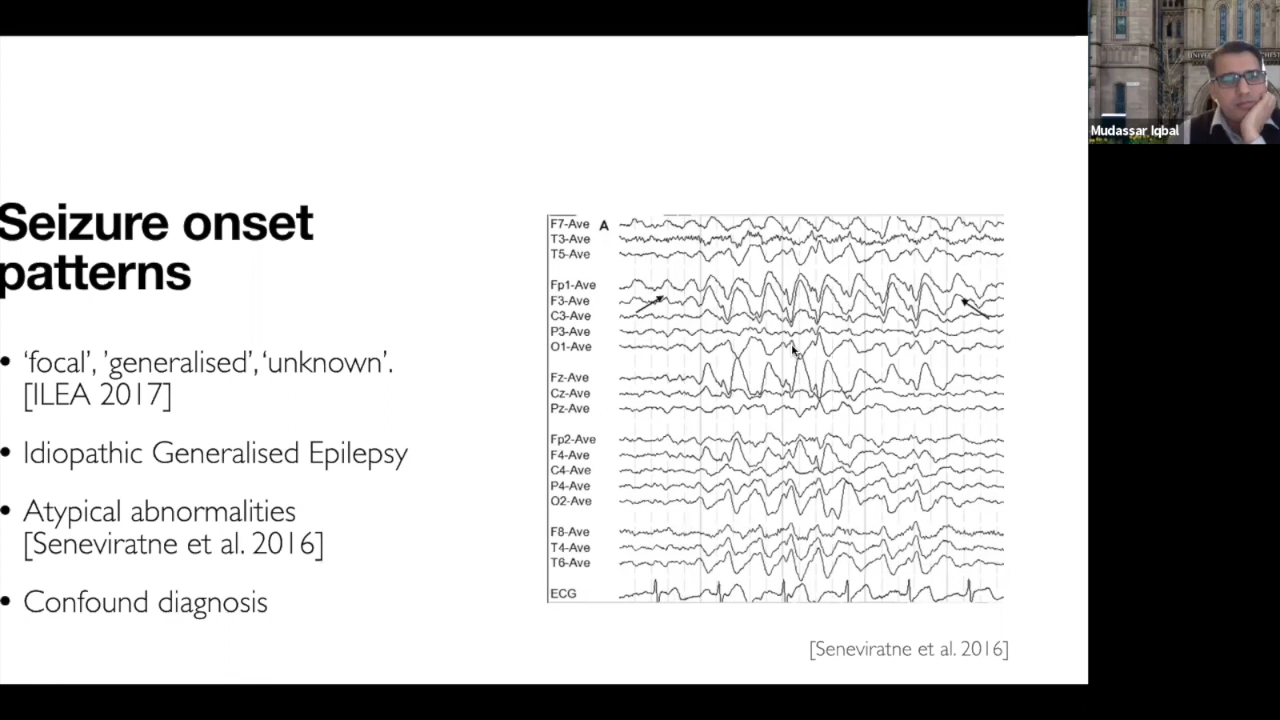 Seizure onset
patterns
• ‘focal’, ’generalised’, ‘unknown’.
[ILEA 2017]
• Idiopathic Generalised Epilepsy
• Atypical abnormalities
[Seneviratne et al. 2016]
• Confound diagnosis
F7-Ave A
T3-Ave
T5-Ave
Fp1-Ave
F3-Ave
C3-Ave
P3-Ave
O1-Ave
Fz-Ave
Cz-Ave
Pz-Ave
Fp2-Ave
F4-Ave
C4-Ave
P4-Ave
O2-Ave
F8-Ave
T4-Ave
T6-Ave
ECG
[Seneviratne et al. 2016]
Mudassar Iqbal